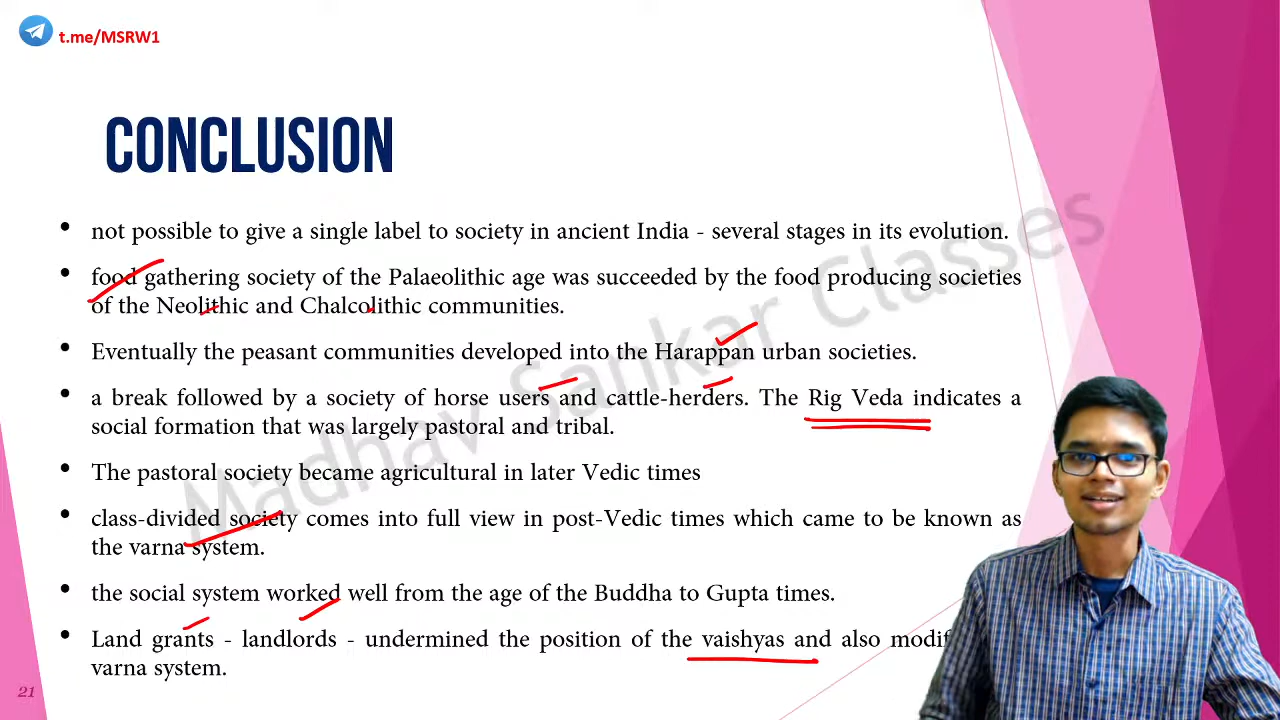 t.me/MSRW1
CONCLUSION
• not possible to give a single label to society in ancient India - several stages in its evolution.
• food gathering society of the Palaeolithic age was succeeded by the food producing societies
of the Neolithic and Chalcolithic communities.
• Eventually the peasant communities developed into the Harappan urban societies.
• a break followed by a society of horse users and cattle-herders. The Rig Veda indicates a
social formation that was largely pastoral and tribal.
• The pastoral society became agricultural in later Vedic times
• class-divided society comes into full view in post-Vedic times which came to be known as
the varna system.
• the social system worked well from the age of the Buddha to Gupta times.
• Land grants - landlords - undermined the position of the vaishyas and also
varna system.
21
Madhav Sankar Classes